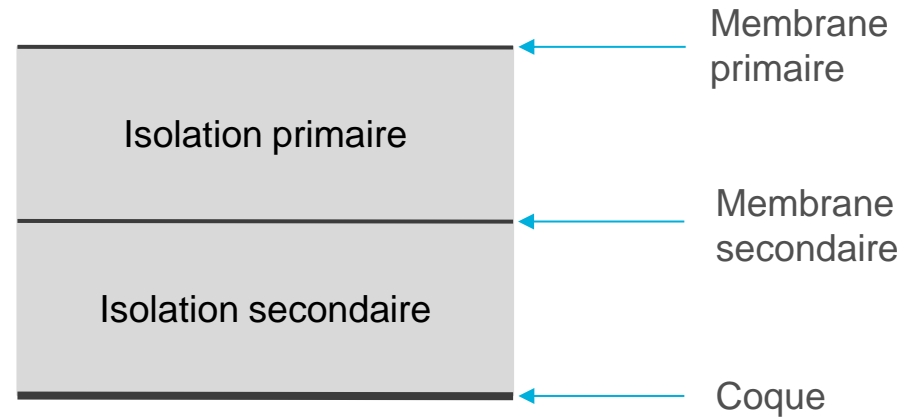 Membrane
primaire
Isolation primaire
Membrane
secondaire
Isolation secondaire
Coque